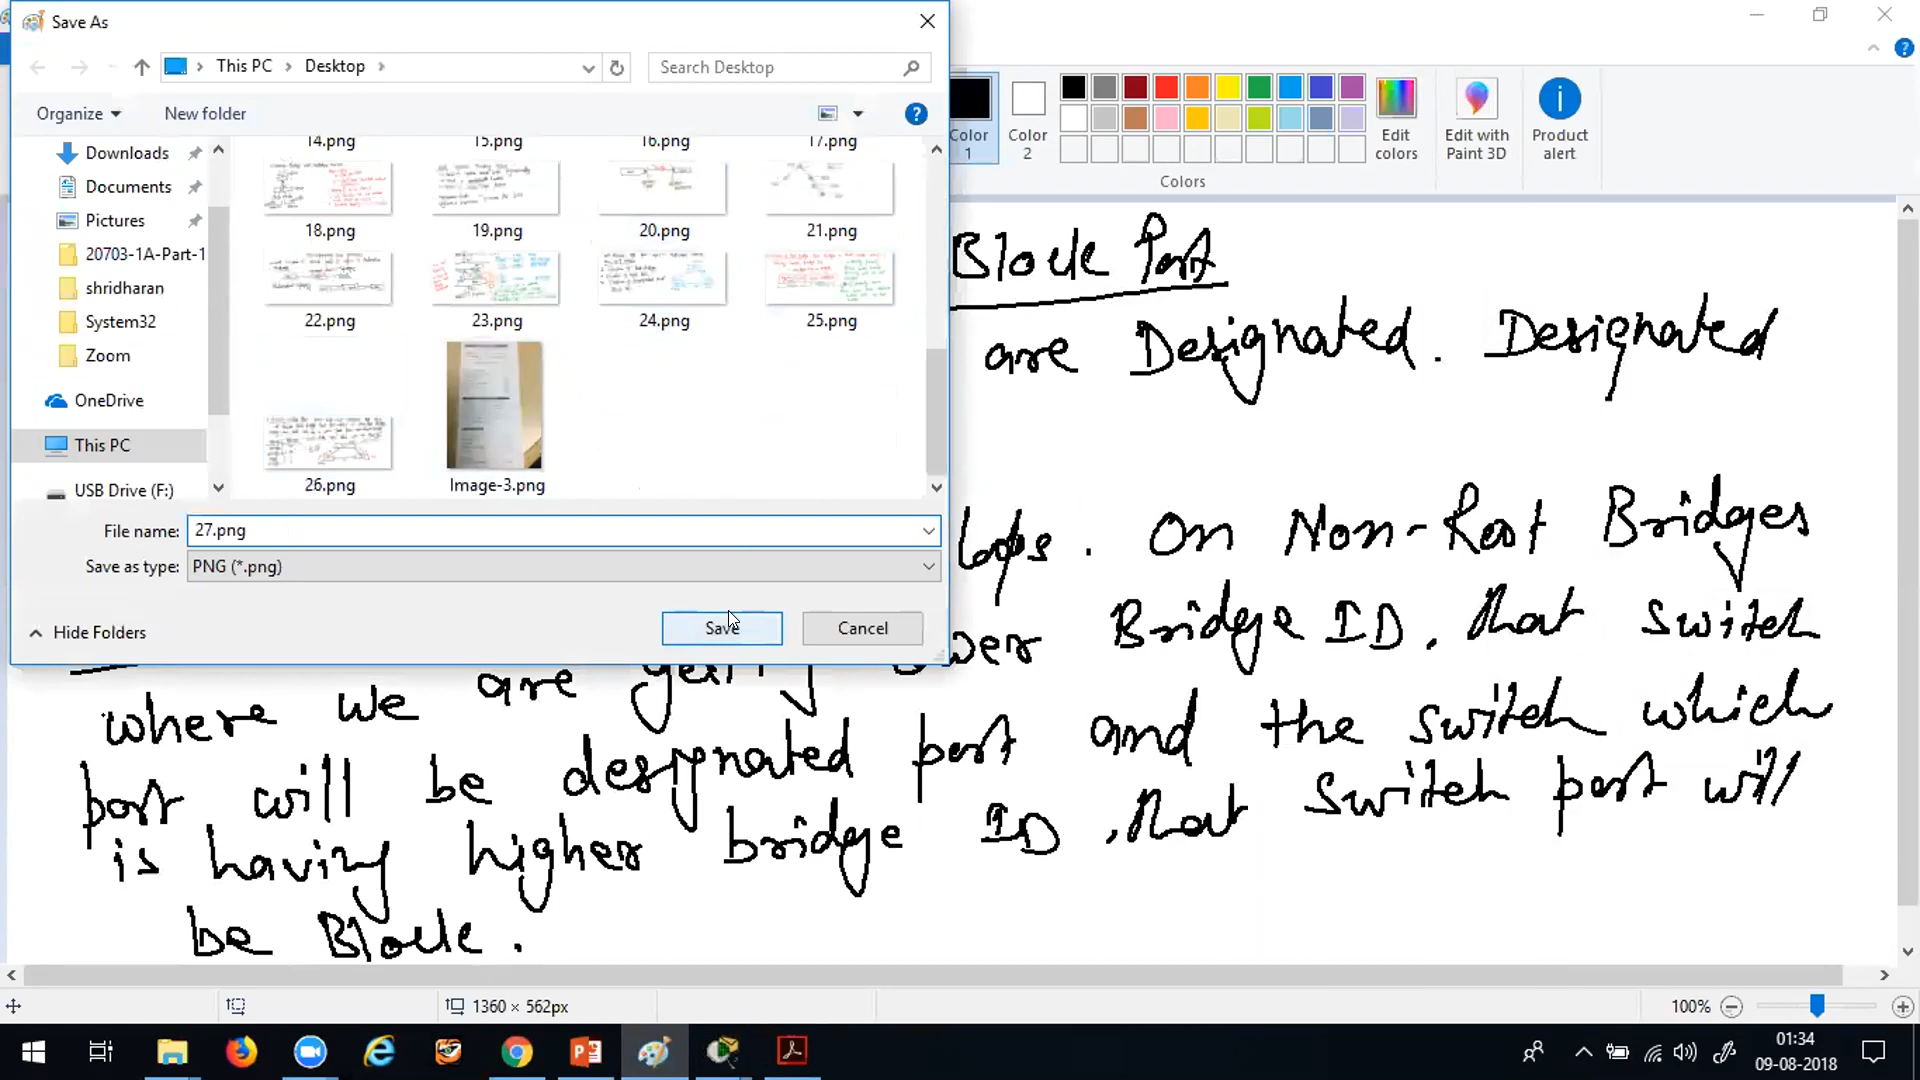 Save As
This PC > Desktop >
Search Desktop
Organize
New folder
Downloads
Documents
Pictures
20703-1A-Part-1
shridharan
System32
Zoom
OneDrive
This PC
USB Drive (F:)
14.png 15.png 16.png 17.png
18.png 19.png 20.png 21.png
22.png 23.png 24.png 25.png
26.png Image-3.png
File name: 27.png
Save as type: PNG (*.png)
Hide Folders
Save
Cancel
Color 1
Color 2
Edit colors
Edit with Paint 3D
Product alert
Colors
Block Port
are Designated. Designated
loops. On Non-Root Bridges
where we are Bridge ID. That switch
port will be designated port and the switch which
is having higher bridge ID, that switch port will
be Block.
1360 × 562px
100%
01:34
09-08-2018